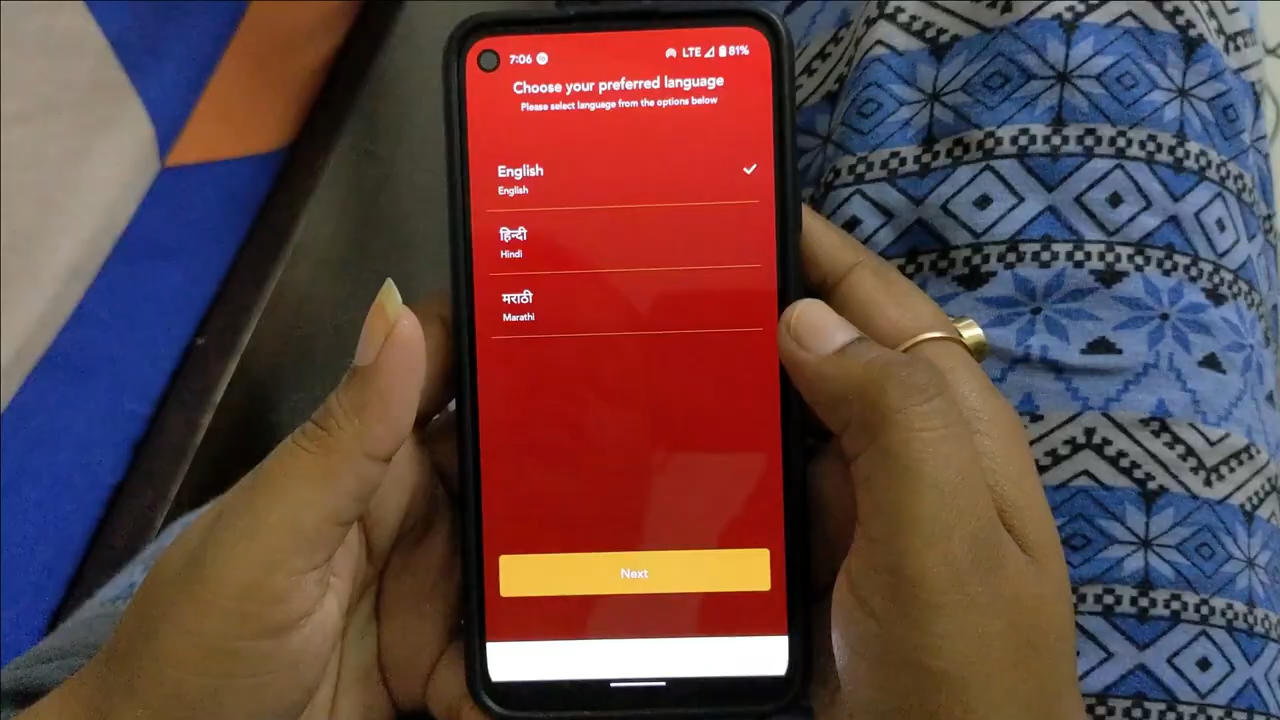 7:06 LTE 81%
Choose your preferred language
Please select language from the options below
English
English
हिन्दी
Hindi
मराठी
Marathi
Next